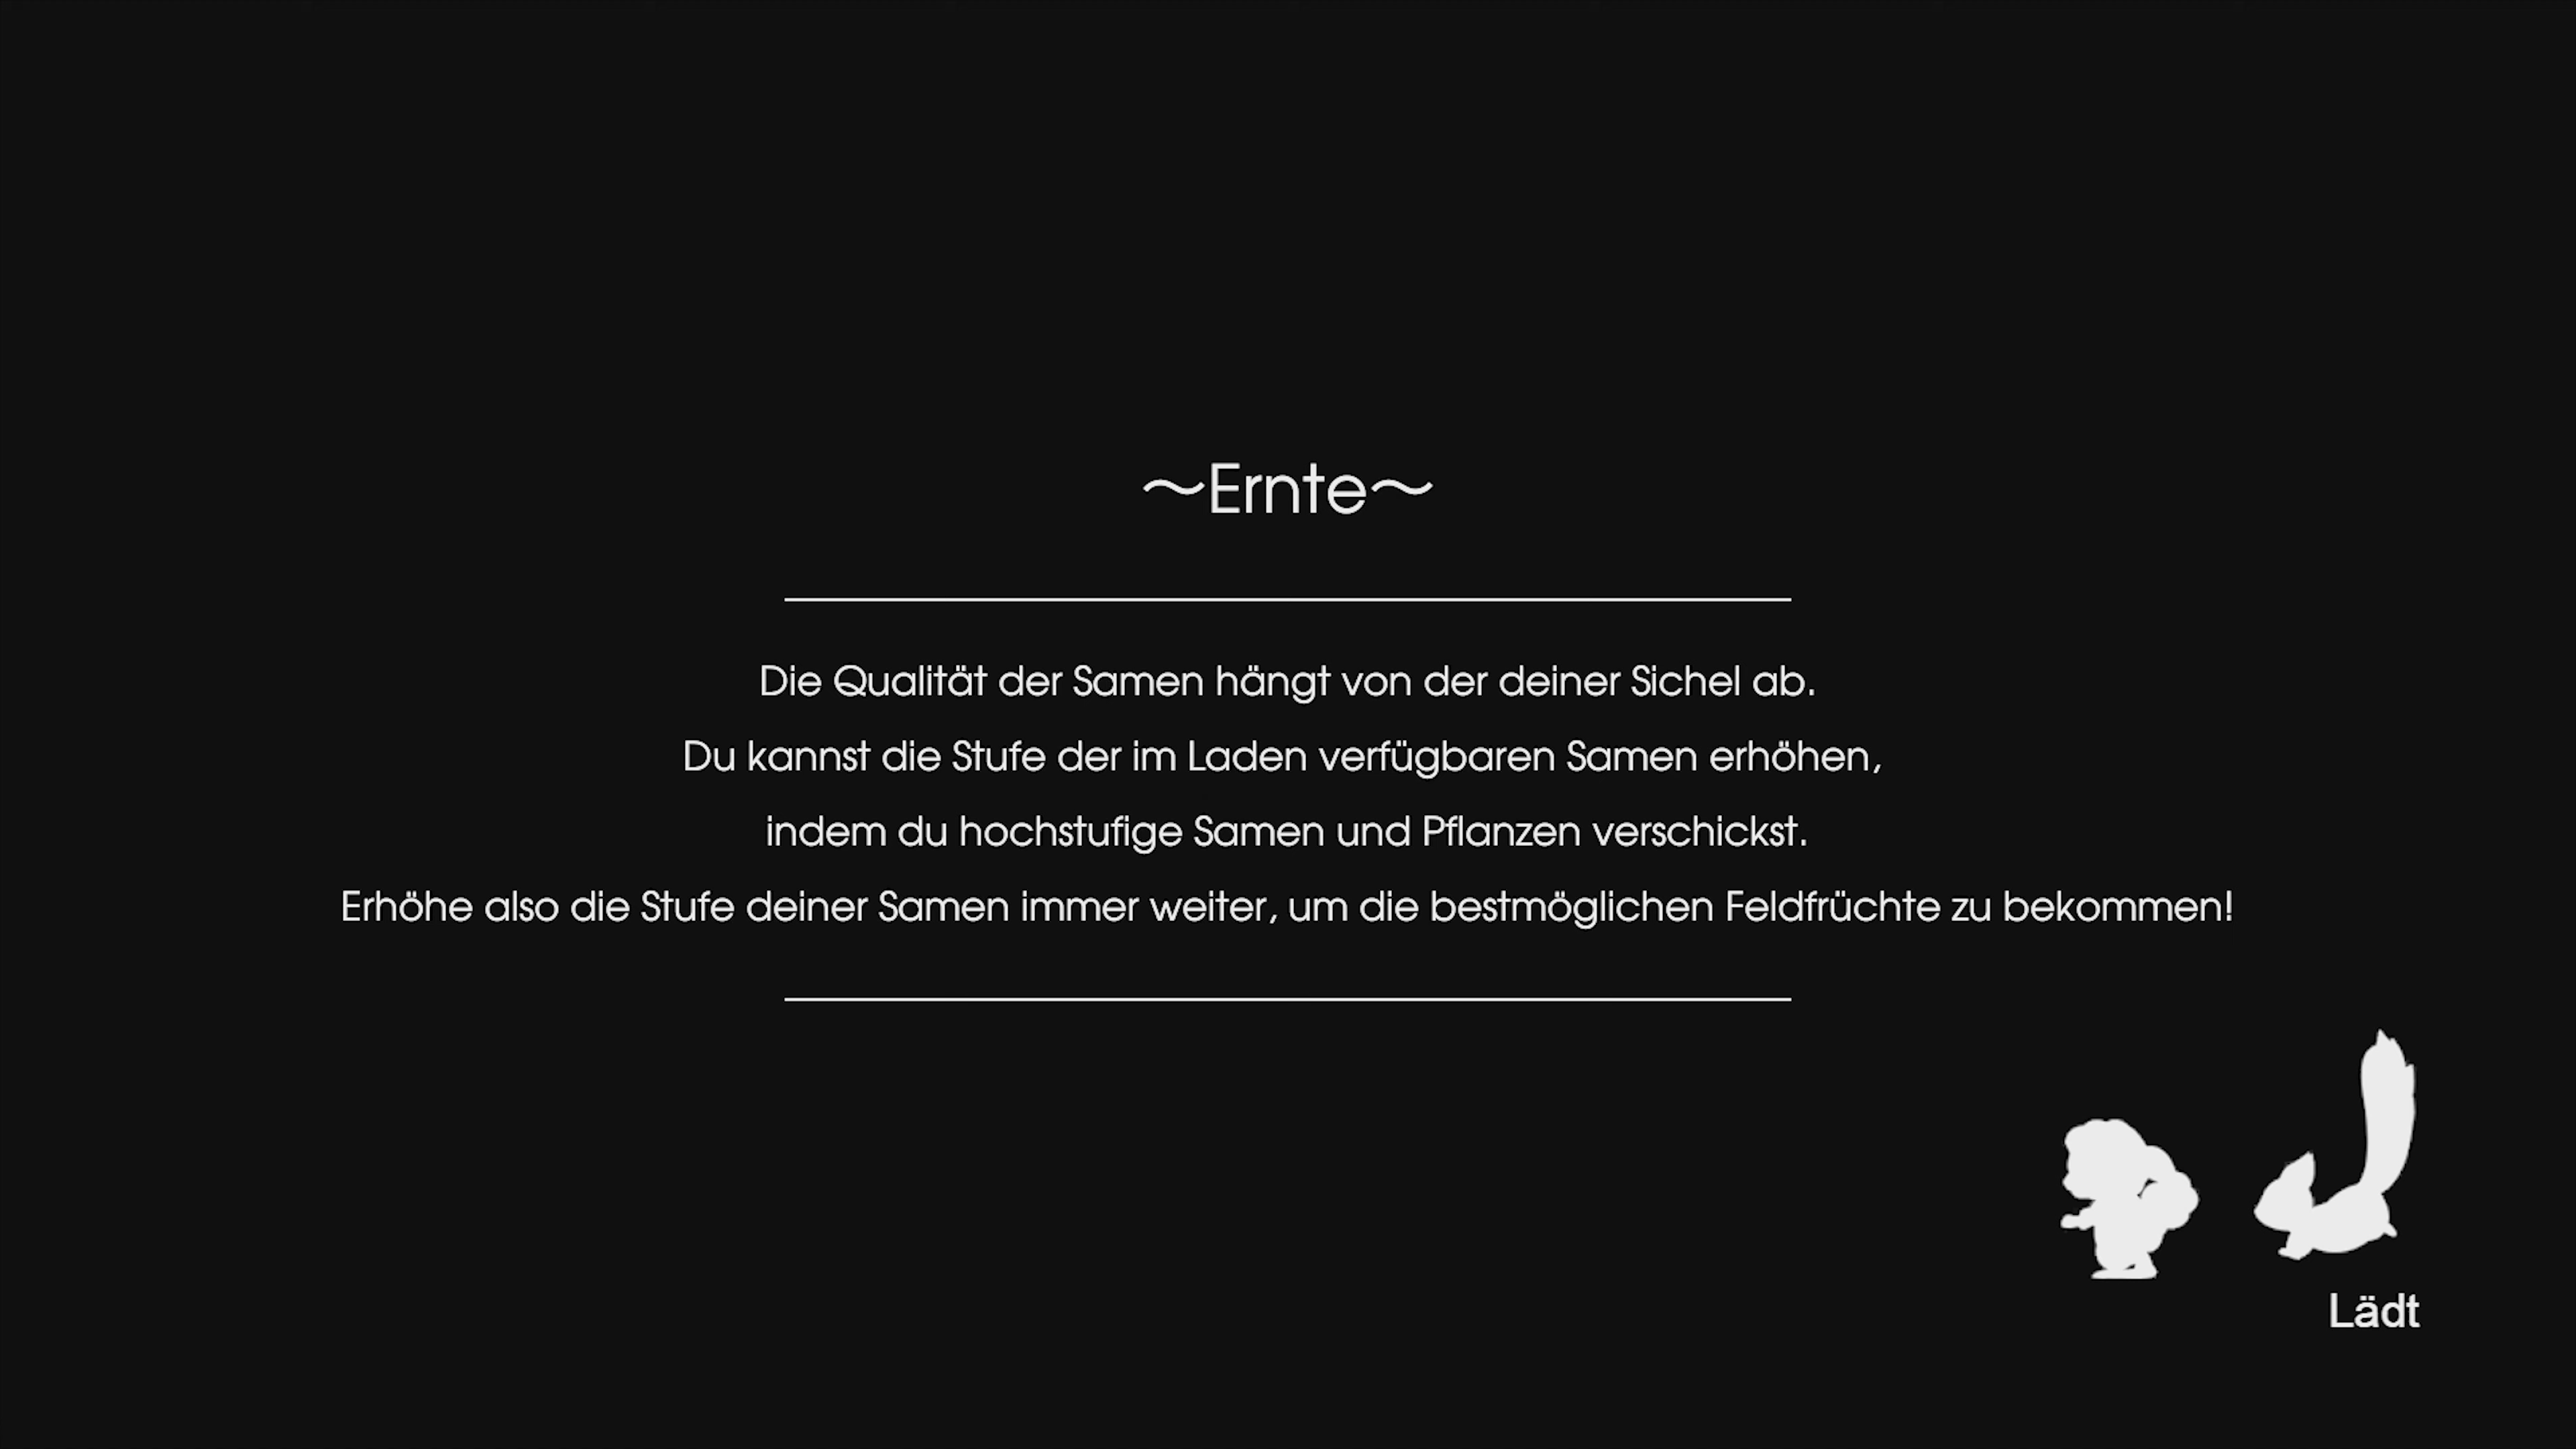 ～Ernte～
Die Qualität der Samen hängt von der deiner Sichel ab.
Du kannst die Stufe der im Laden verfügbaren Samen erhöhen,
indem du hochstufige Samen und Pflanzen verschickst.
Erhöhe also die Stufe deiner Samen immer weiter, um die bestmöglichen Feldfrüchte zu bekommen!
Lädt